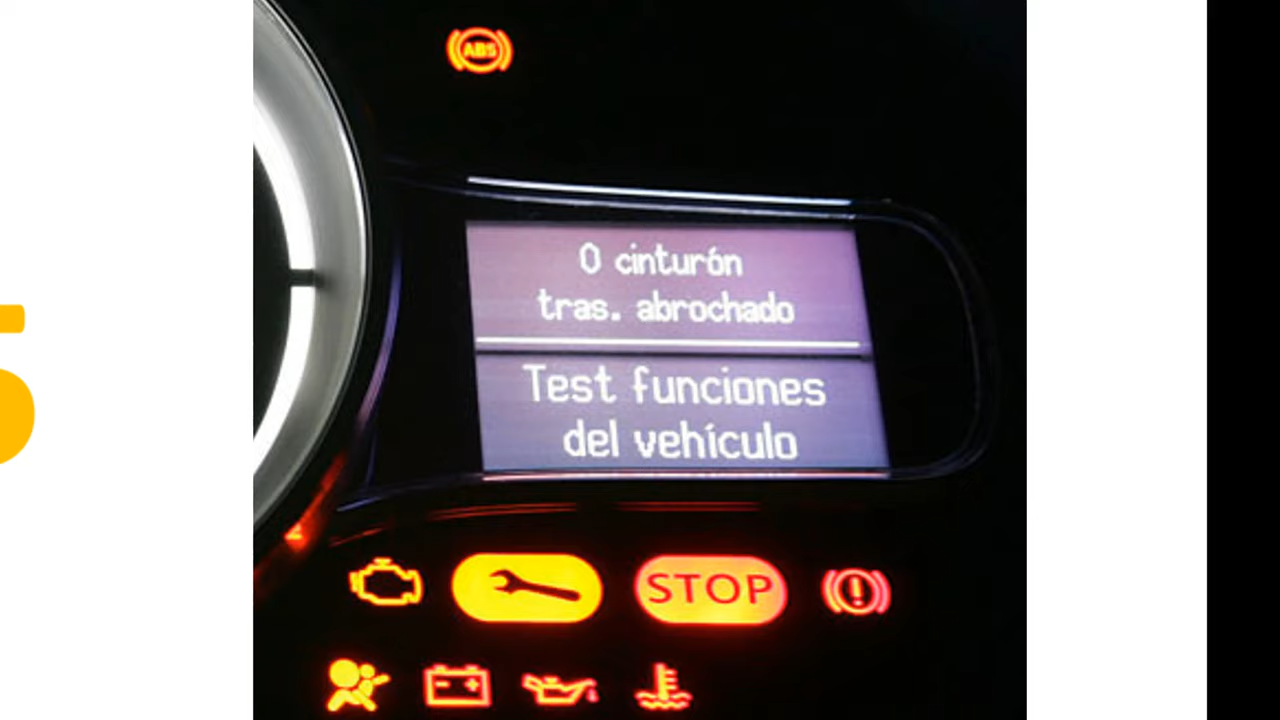 ABS
0 cinturón
tras. abrochado
Test funciones
del vehículo
STOP